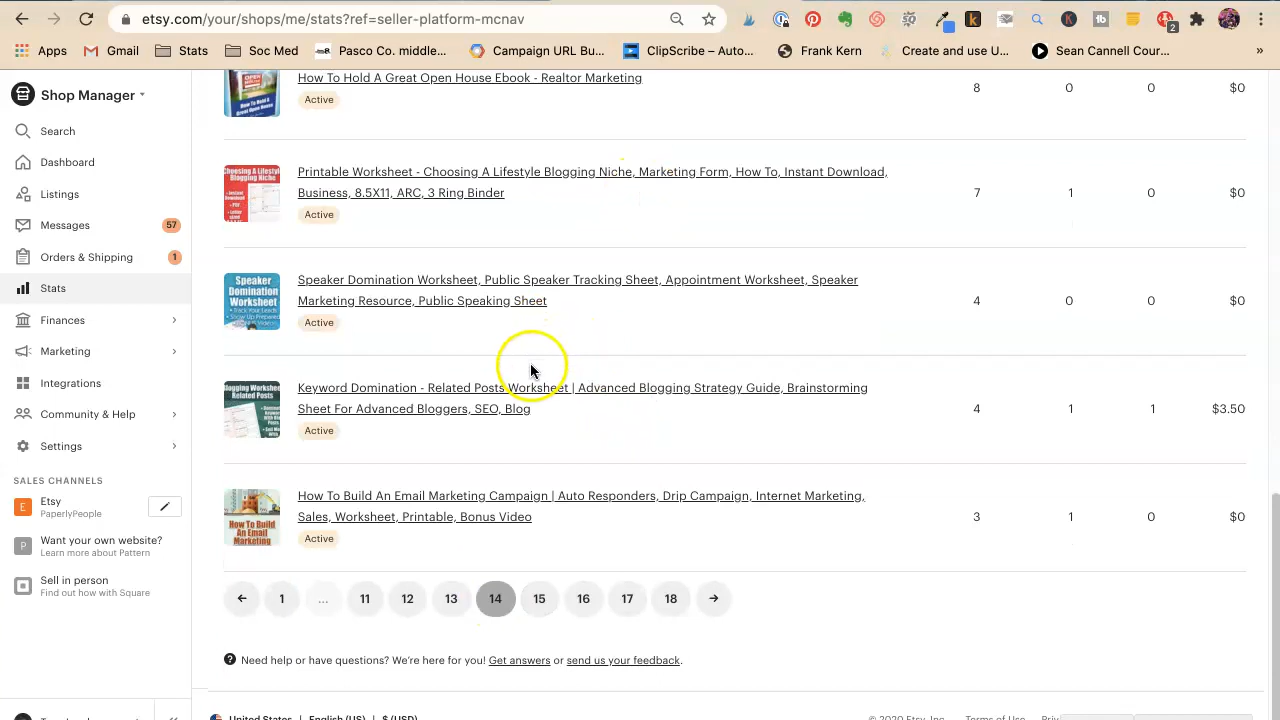 etsy.com/your/shops/me/stats?ref=seller-platform-mcnav
2
Apps
Gmail
Stats
Soc Med
Pasco Co. middle...
Campaign URL Bu...
ClipScribe – Auto...
Frank Kern
Create and use U...
Sean Cannell Cour...
»
Shop Manager
Search
Dashboard
Listings
Messages 57
Orders & Shipping 1
Stats
Finances
Marketing
Integrations
Community & Help
Settings
SALES CHANNELS
E
Etsy
PaperlyPeople
P
Want your own website?
Learn more about Pattern
Sell in person
Find out how with Square
How To Hold A Great Open House Ebook - Realtor Marketing
8 0 0 $0
Active
Printable Worksheet - Choosing A Lifestyle Blogging Niche, Marketing Form, How To, Instant Download,
Business, 8.5X11, ARC, 3 Ring Binder
7 1 0 $0
Active
Speaker
Domination
Worksheet
Speaker Domination Worksheet, Public Speaker Tracking Sheet, Appointment Worksheet, Speaker
Marketing Resource, Public Speaking Sheet
4 0 0 $0
Active
Keyword Domination - Related Posts Worksheet | Advanced Blogging Strategy Guide, Brainstorming
Sheet For Advanced Bloggers, SEO, Blog
4 1 1 $3.50
Active
How To
Build An
Email Marketing
How To Build An Email Marketing Campaign | Auto Responders, Drip Campaign, Internet Marketing,
Sales, Worksheet, Printable, Bonus Video
3 1 0 $0
Active
1 ... 11 12 13 14 15 16 17 18
Need help or have questions? We're here for you! Get answers or send us your feedback.
United States | English (US) | $ (USD)
© 2020 Etsy, Inc. Terms of Use